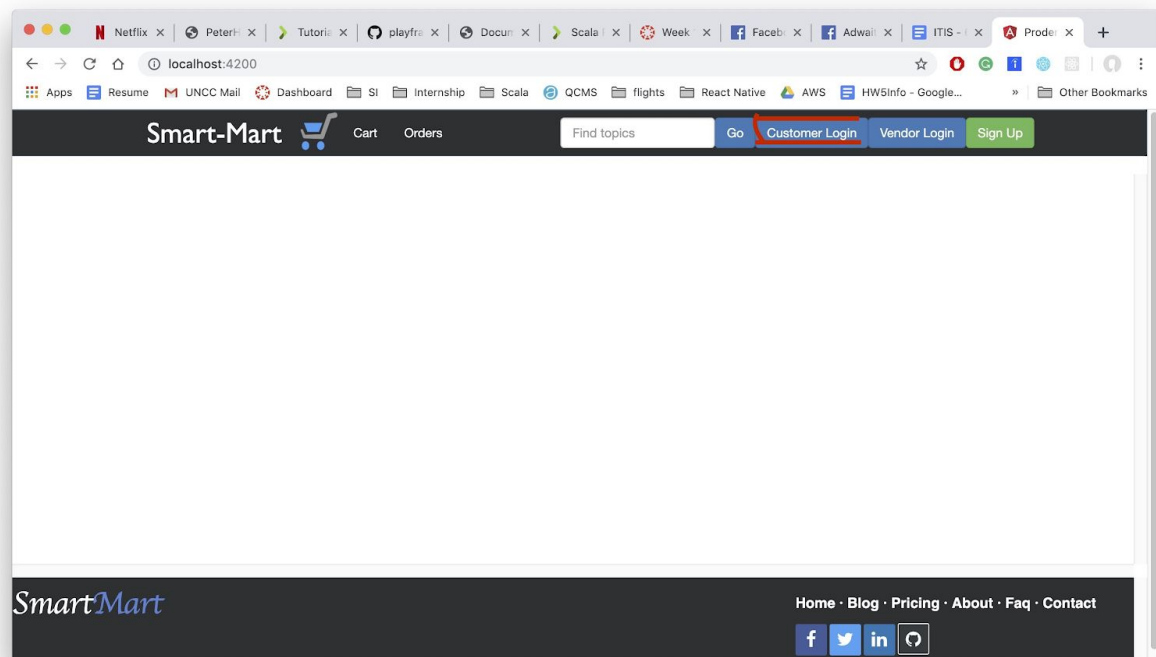 Netflix PeterH Tutoria playfra Docum Scala Week Facebo Adwait ITIS - Proder
localhost:4200
Apps Resume UNCC Mail Dashboard SI Internship Scala QCMS flights React Native AWS HW5Info - Google... » Other Bookmarks
Smart-Mart Cart Orders Find topics Go Customer Login Vendor Login Sign Up
SmartMart
Home · Blog · Pricing · About · Faq · Contact